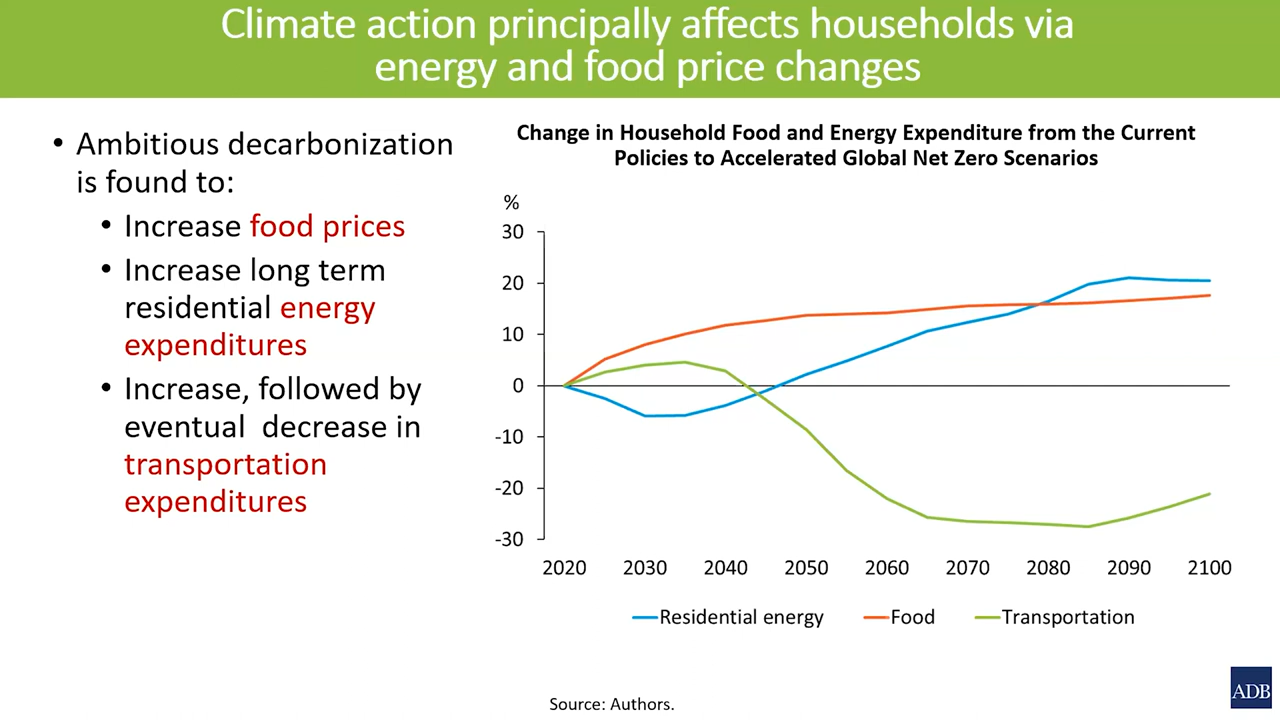 Climate action principally affects households via
energy and food price changes
• Ambitious decarbonization
is found to:
• Increase food prices
• Increase long term
residential energy
expenditures
• Increase, followed by
eventual  decrease in
transportation
expenditures
Change in Household Food and Energy Expenditure from the Current
Policies to Accelerated Global Net Zero Scenarios
%
30
20
10
0
-10
-20
-30
2020 2030 2040 2050 2060 2070 2080 2090 2100
Residential energy Food Transportation
Source: Authors.
ADB